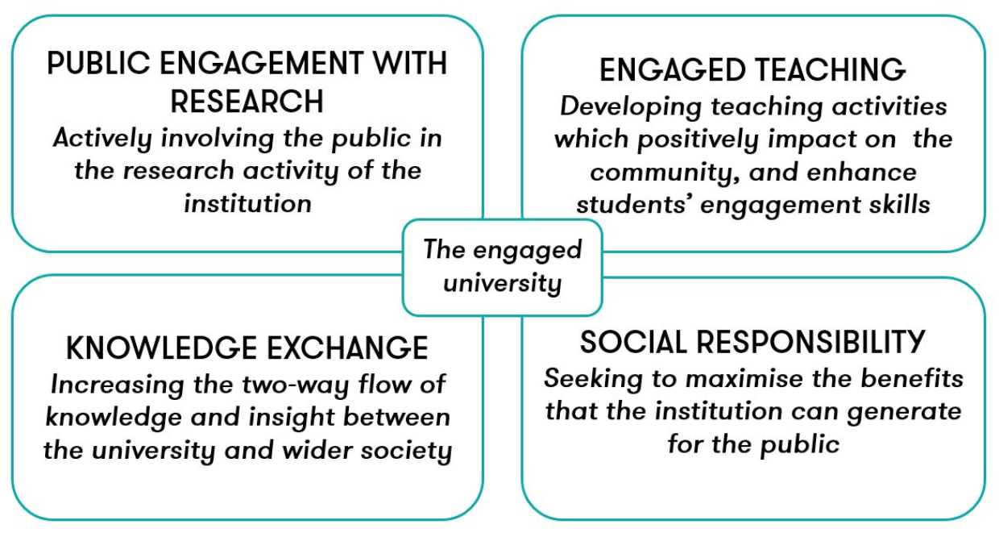 PUBLIC ENGAGEMENT WITH
RESEARCH
Actively involving the public in
the research activity of the
institution
ENGAGED TEACHING
Developing teaching activities
which positively impact on  the
community, and enhance
students’ engagement skills
The engaged
university
KNOWLEDGE EXCHANGE
Increasing the two-way flow of
knowledge and insight between
the university and wider society
SOCIAL RESPONSIBILITY
Seeking to maximise the benefits
that the institution can generate
for the public